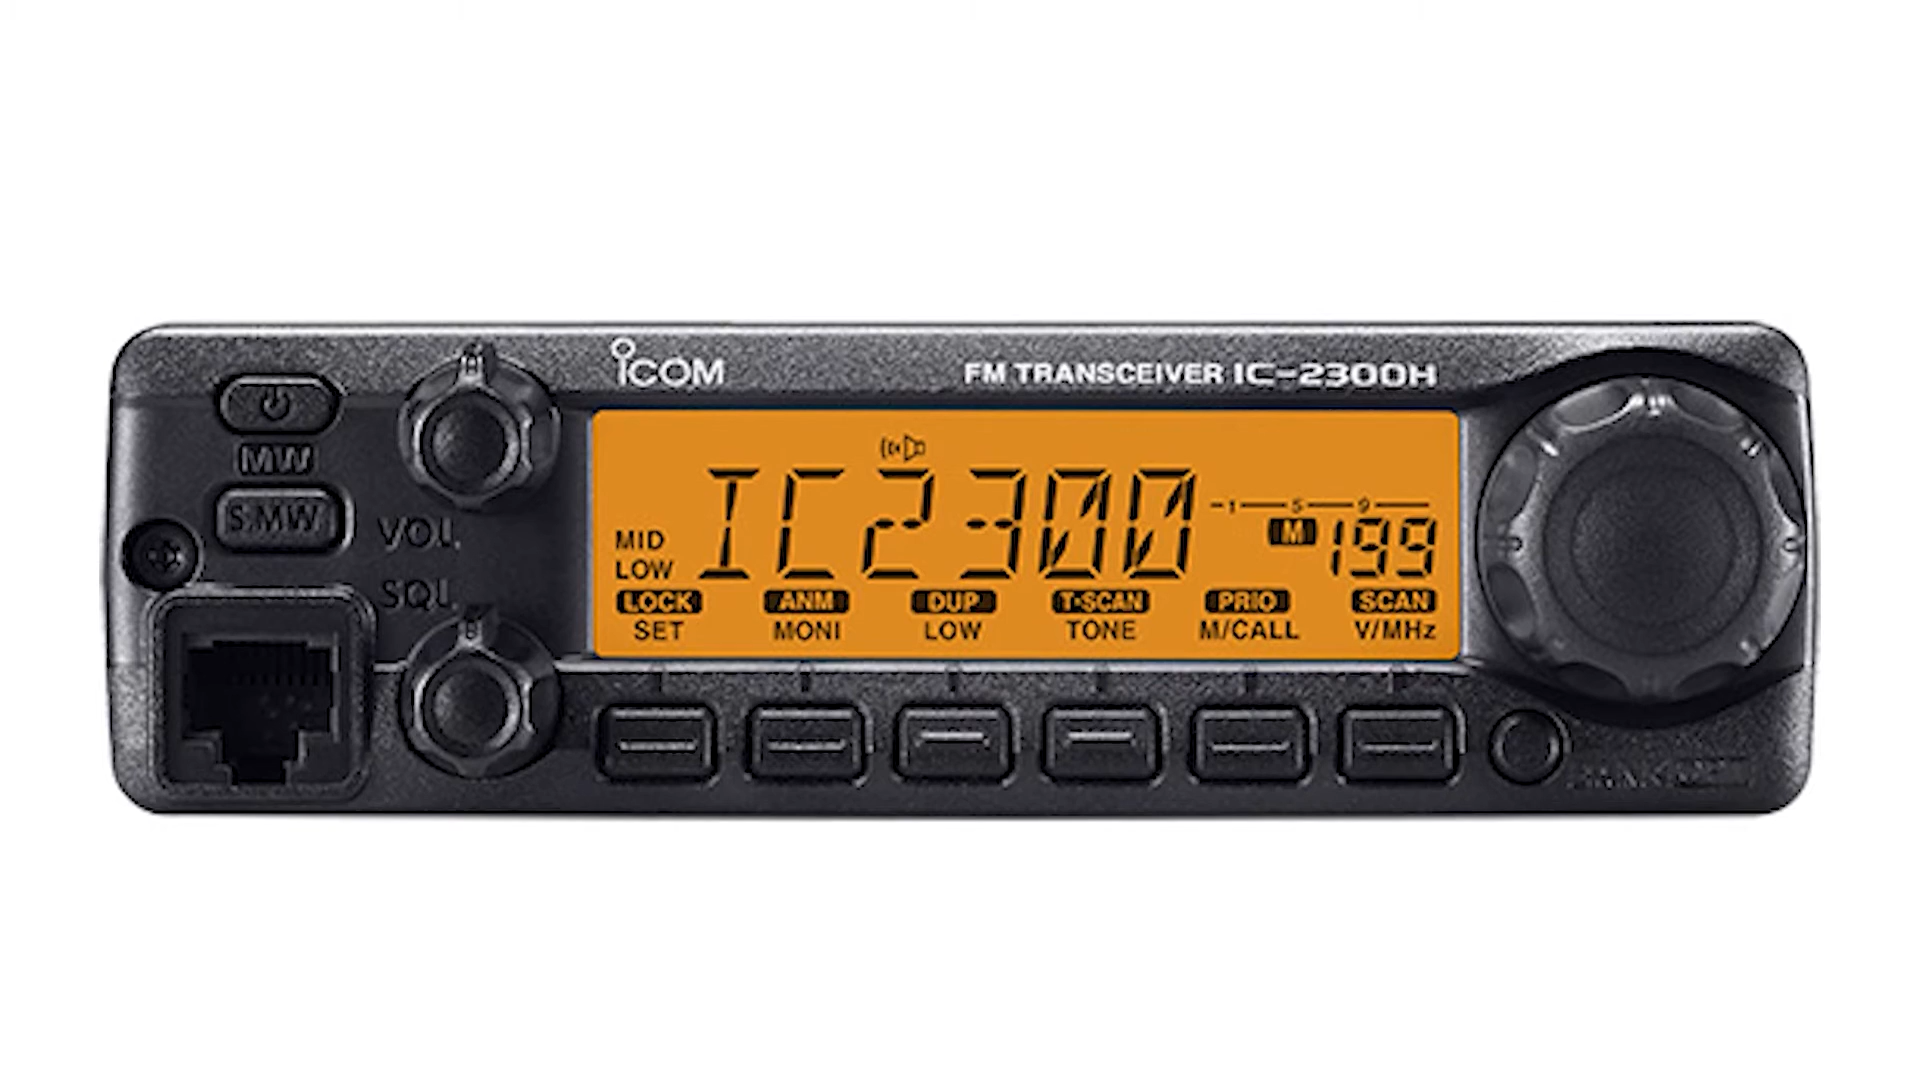 iCOM
FM TRANSCEIVER IC-2300H
MW
S.MW
VOL
SQL
IC2300
1 5 9
M 199
MID
LOW
LOCK ANM DUP T-SCAN PRIO SCAN
SET MONI LOW TONE M/CALL V/MHz